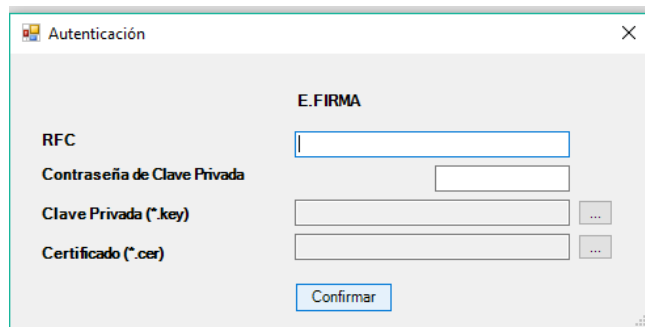 Autenticación
E.FIRMA
RFC
Contraseña de Clave Privada
Clave Privada (*.key)
...
Certificado (*.cer)
...
Confirmar